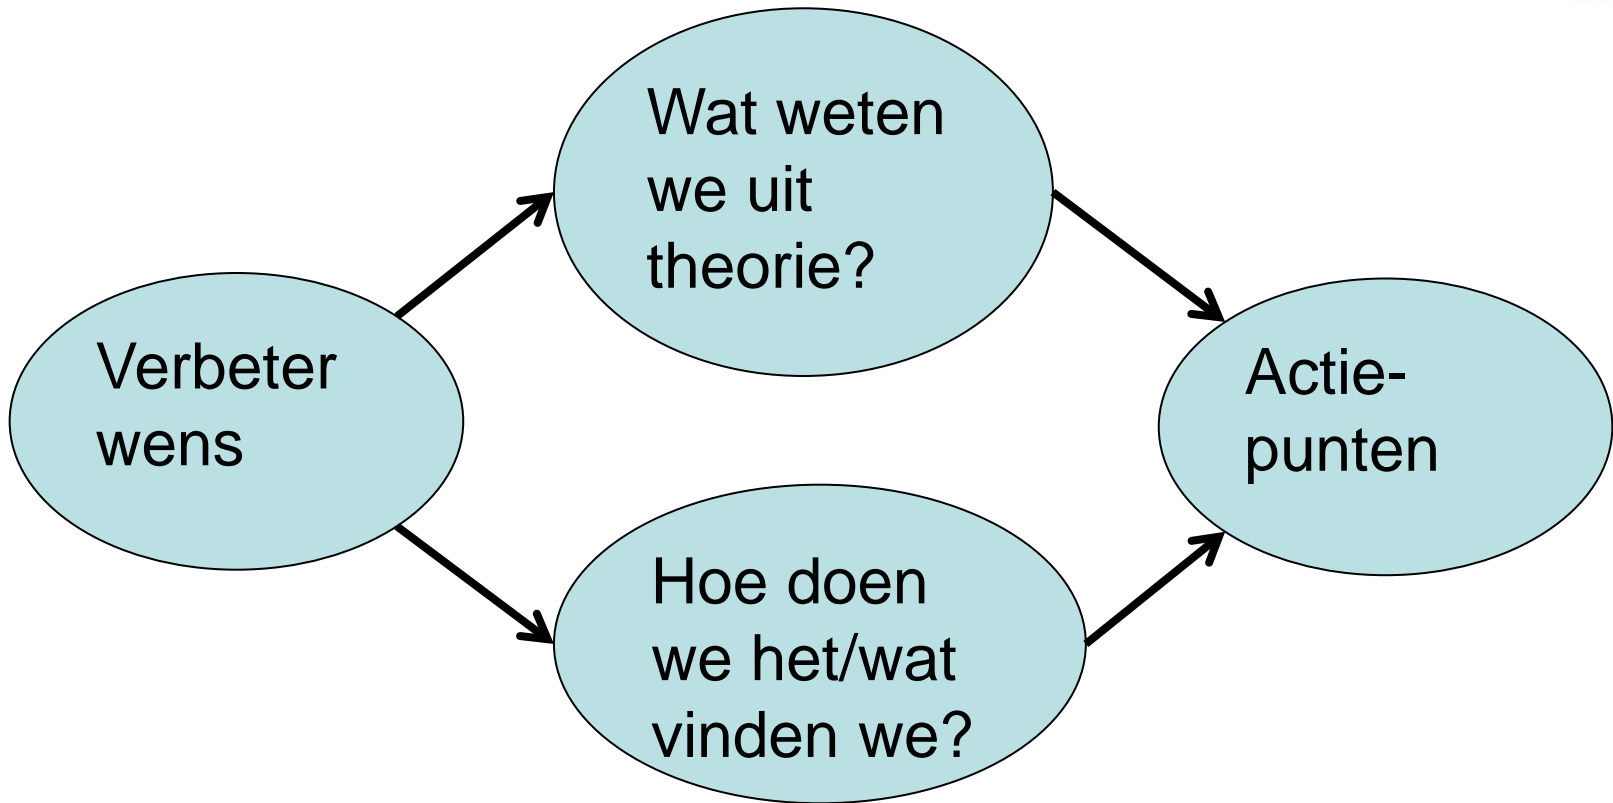 Verbeter
wens
Wat weten
we uit
theorie?
Hoe doen
we het/wat
vinden we?
Actie-
punten